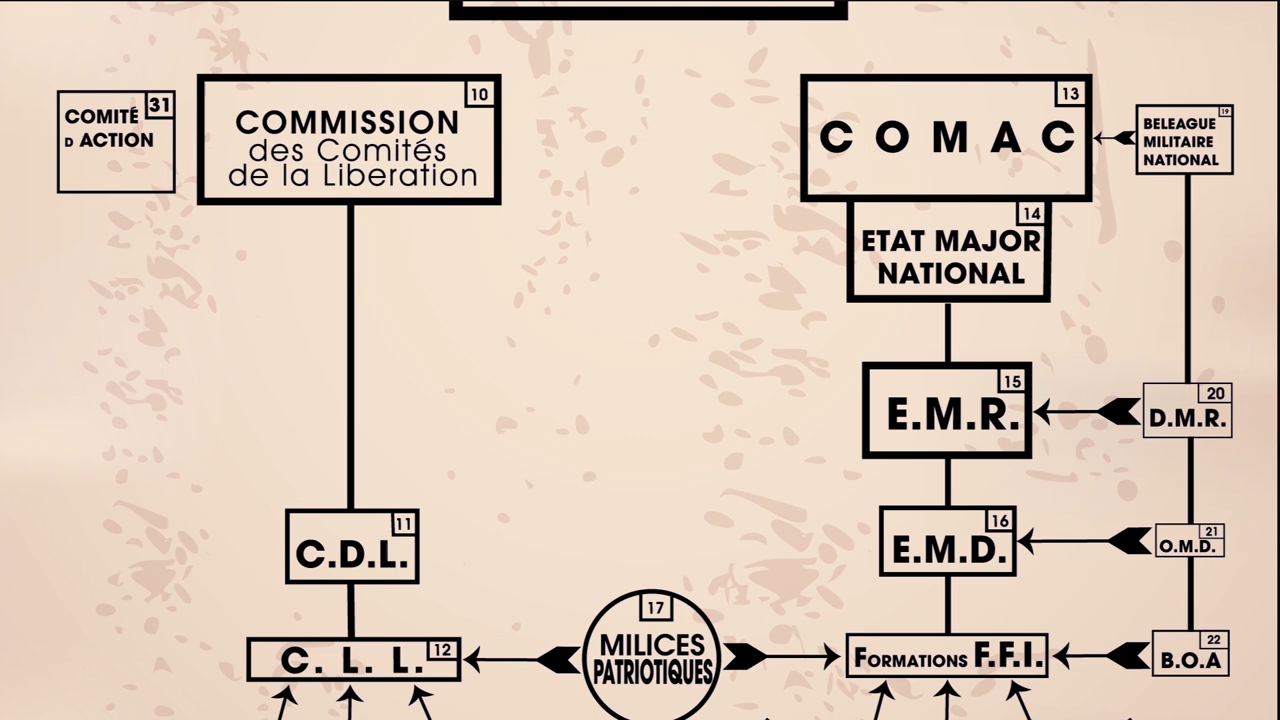 31
COMITÉ
D ACTION
10
COMMISSION
des Comités
de la Liberation
13
C O M A C
19
BELEAGUE
MILITAIRE
NATIONAL
14
ETAT MAJOR
NATIONAL
15
E.M.R.
20
D.M.R.
11
C.D.L.
16
E.M.D.
21
O.M.D.
12
C. L. L.
17
MILICES
PATRIOTIQUES
FORMATIONS F.F.I.
22
B.O.A